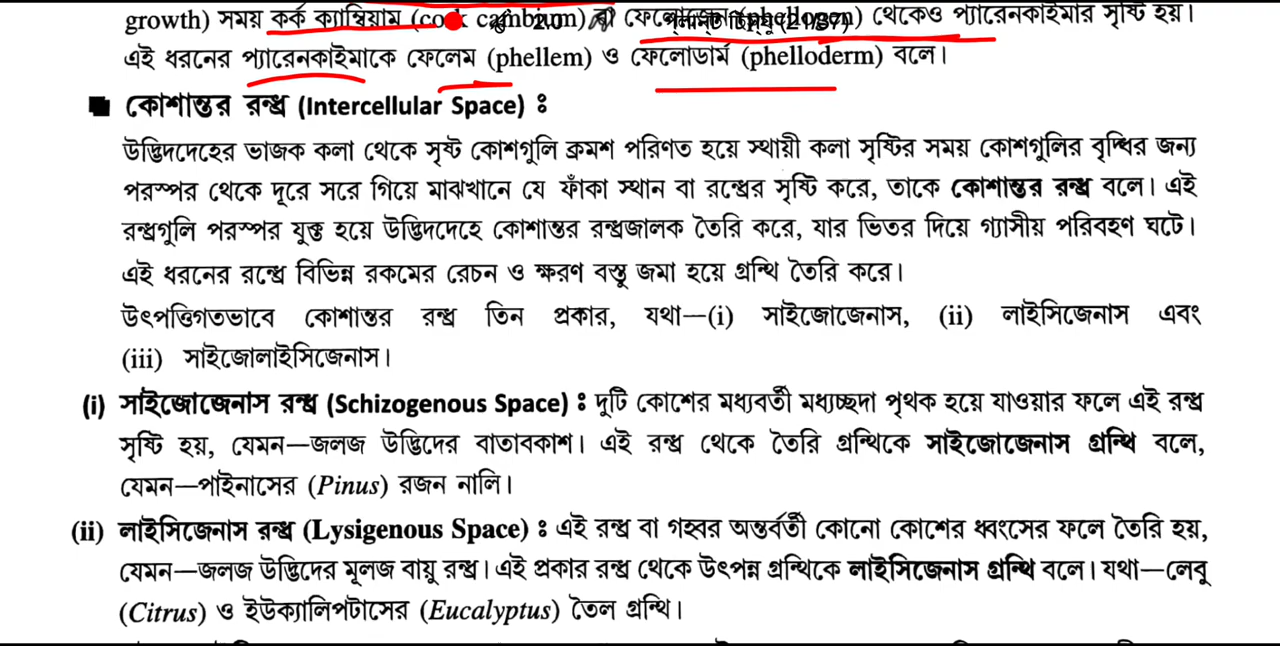 growth) সময় কর্ক ক্যাম্বিয়াম (cork cambium) বা ফেলোজেন (phellogen) থেকেও প্যারেনকাইমার সৃষ্টি হয়।
এই ধরনের প্যারেনকাইমাকে ফেলেম (phellem) ও ফেলোডার্ম (phelloderm) বলে।
■ কোশান্তর রন্ধ্র (Intercellular Space) ঃ
উদ্ভিদদেহের ভাজক কলা থেকে সৃষ্ট কোশগুলি ক্রমশ পরিণত হয়ে স্থায়ী কলা সৃষ্টির সময় কোশগুলির বৃদ্ধির জন্য
পরস্পর থেকে দূরে সরে গিয়ে মাঝখানে যে ফাঁকা স্থান বা রন্ধ্রের সৃষ্টি করে, তাকে কোশান্তর রন্ধ্র বলে। এই
রন্ধ্রগুলি পরস্পর যুক্ত হয়ে উদ্ভিদদেহে কোশান্তর রন্ধ্রজালক তৈরি করে, যার ভিতর দিয়ে গ্যাসীয় পরিবহণ ঘটে।
এই ধরনের রন্ধ্রে বিভিন্ন রকমের রেচন ও ক্ষরণ বস্তু জমা হয়ে গ্রন্থি তৈরি করে।
উৎপত্তিগতভাবে কোশান্তর রন্ধ্র তিন প্রকার, যথা—(i) সাইজোজেনাস, (ii) লাইসিজেনাস এবং
(iii) সাইজোলাইসিজেনাস।
(i) সাইজোজেনাস রন্ধ্র (Schizogenous Space) ঃ দুটি কোশের মধ্যবর্তী মধ্যচ্ছদা পৃথক হয়ে যাওয়ার ফলে এই রন্ধ্র
সৃষ্টি হয়, যেমন—জলজ উদ্ভিদের বাতাবকাশ। এই রন্ধ্র থেকে তৈরি গ্রন্থিকে সাইজোজেনাস গ্রন্থি বলে,
যেমন—পাইনাসের (Pinus) রজন নালি।
(ii) লাইসিজেনাস রন্ধ্র (Lysigenous Space) ঃ এই রন্ধ্র বা গহ্বর অন্তর্বর্তী কোনো কোশের ধ্বংসের ফলে তৈরি হয়,
যেমন—জলজ উদ্ভিদের মূলজ বায়ু রন্ধ্র। এই প্রকার রন্ধ্র থেকে উৎপন্ন গ্রন্থিকে লাইসিজেনাস গ্রন্থি বলে। যথা—লেবু
(Citrus) ও ইউক্যালিপটাসের (Eucalyptus) তৈল গ্রন্থি।